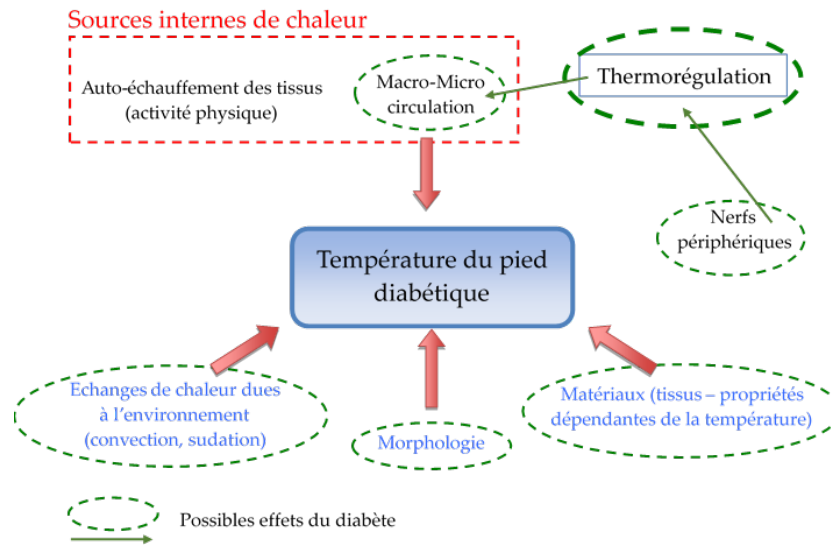 Sources internes de chaleur
Auto-échauffement des tissus
(activité physique)
Macro-Micro
circulation
Thermorégulation
Nerfs
périphériques
Température du pied
diabétique
Echanges de chaleur dues
à l'environnement
(convection, sudation)
Morphologie
Matériaux (tissus – propriétés
dépendantes de la température)
Possibles effets du diabète